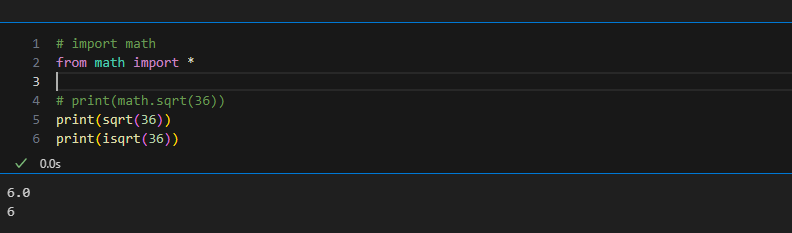 1 # import math
2 from math import *
3
4 # print(math.sqrt(36))
5 print(sqrt(36))
6 print(isqrt(36))
✓ 0.0s
6.0
6